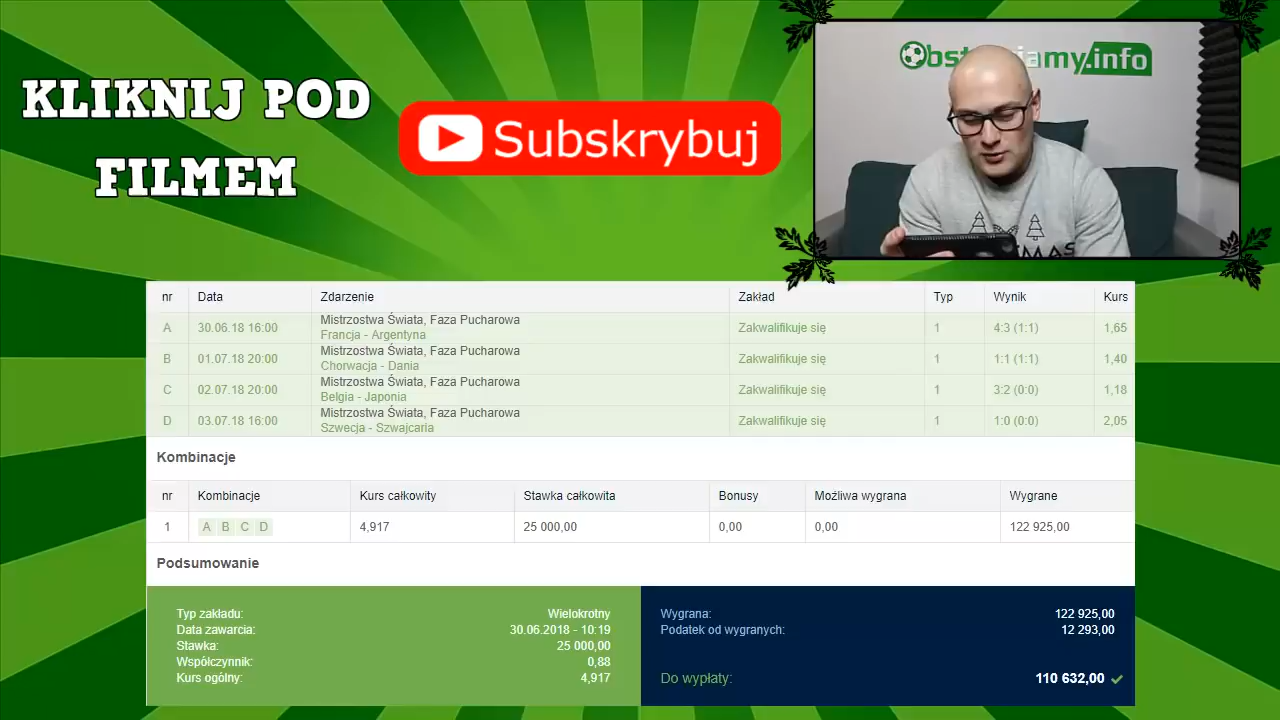 KLIKNIJ POD
FILMEM
Subskrybuj
Obst
amy.info
MAS
nr Data Zdarzenie Zakład Typ Wynik Kurs
A 30.06.18 16:00 Mistrzostwa Świata, Faza Pucharowa Zakwalifikuje się 1 4:3 (1:1) 1,65
Francja - Argentyna
B 01.07.18 20:00 Mistrzostwa Świata, Faza Pucharowa Zakwalifikuje się 1 1:1 (1:1) 1,40
Chorwacja - Dania
C 02.07.18 20:00 Mistrzostwa Świata, Faza Pucharowa Zakwalifikuje się 1 3:2 (0:0) 1,18
Belgia - Japonia
D 03.07.18 16:00 Mistrzostwa Świata, Faza Pucharowa Zakwalifikuje się 1 1:0 (0:0) 2,05
Szwecja - Szwajcaria
Kombinacje
nr Kombinacje Kurs całkowity Stawka całkowita Bonusy Możliwa wygrana Wygrane
1 A B C D 4,917 25 000,00 0,00 0,00 122 925,00
Podsumowanie
Typ zakładu: Wielokrotny
Data zawarcia: 30.06.2018 - 10:19
Stawka: 25 000,00
Współczynnik: 0,88
Kurs ogólny: 4,917
Wygrana: 122 925,00
Podatek od wygranych: 12 293,00
Do wypłaty: 110 632,00